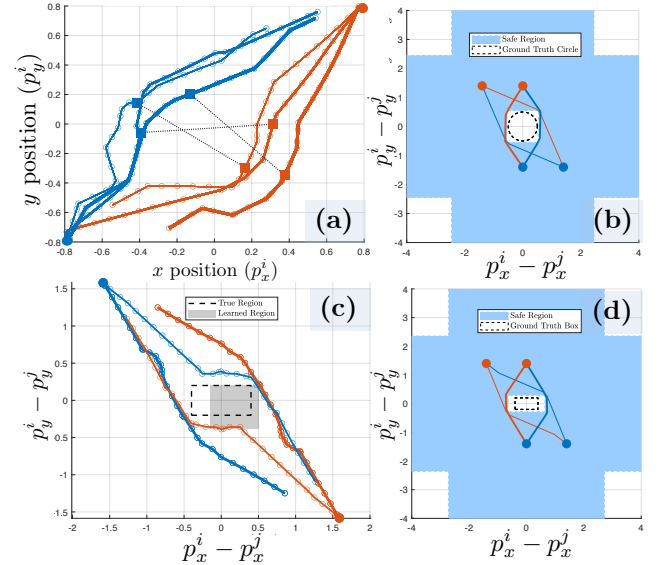 0.8
0.6
0.4
0.2
0
0.2
0.4
0.6
0.8
y position (p_y^i)
-0.8 -0.6 -0.4 -0.2 0 0.2 0.4 0.6 0.8
x position (p_x^i)
(a)
4
3
2
1
0
-1
-2
-3
-4
p_y^i − p_y^j
Safe Region
Ground Truth Circle
-4 -2 0 2 4
p_x^i − p_x^j
(b)
1.5
1
0.5
0
-0.5
-1
-1.5
p_y^i − p_y^j
(c)
True Region
Learned Region
-2 -1.5 -1 -0.5 0 0.5 1 1.5 2
p_x^i − p_x^j
4
3
2
1
0
-1
-2
-3
-4
p_y^i − p_y^j
Safe Region
Ground Truth Box
(d)
-4 -2 0 2 4
p_x^i − p_x^j